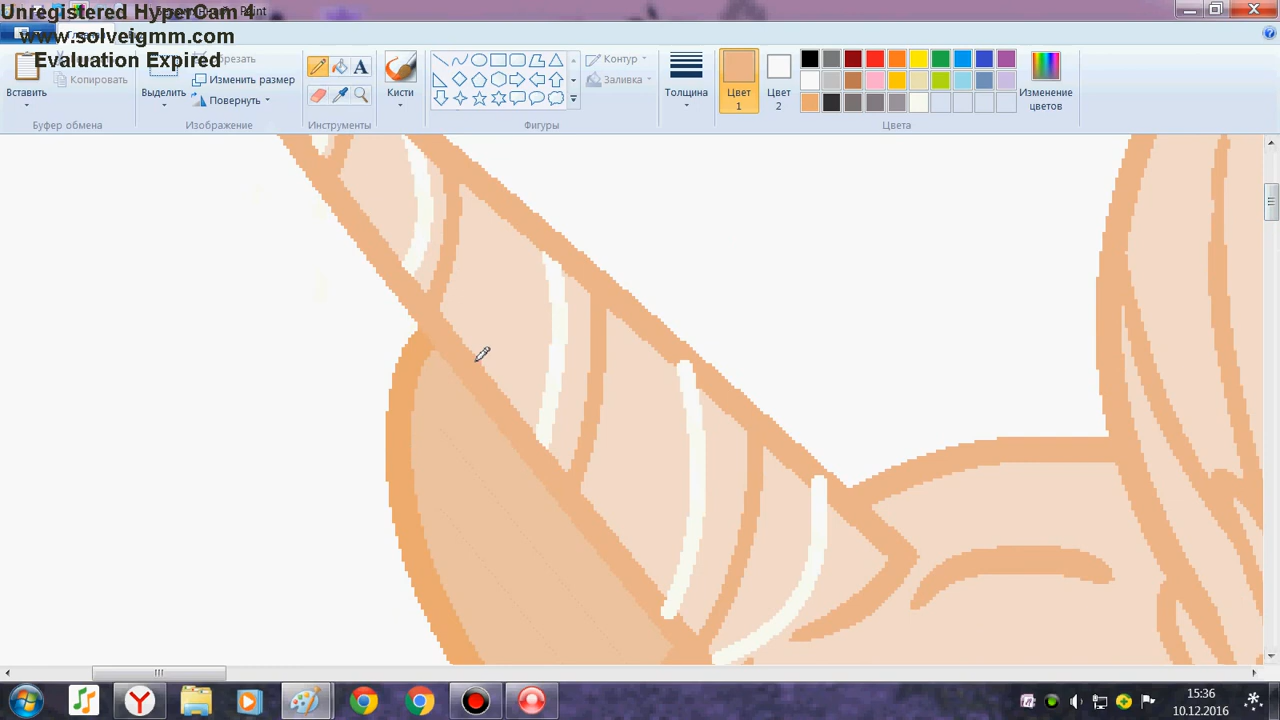 Unregistered HyperCam 4
Paint
www.solveigmm.com
Evaluation Expired
Вставить
Копировать
Буфер обмена
Выделить
Изменить размер
Повернуть
Изображение
Инструменты
Кисти
Контур
Заливка
Фигуры
Толщина
Цвет 1
Цвет 2
Изменение цветов
Цвета
15:36
10.12.2016